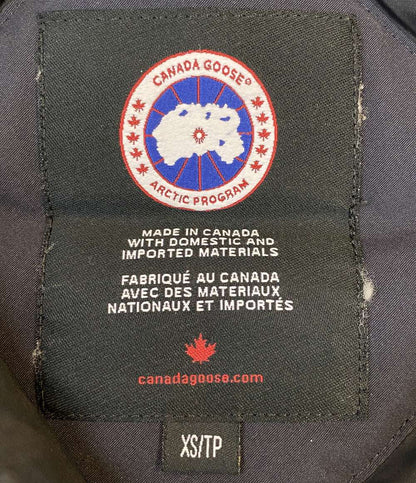 CANADA GOOSE®
ARCTIC PROGRAM
MADE IN CANADA
WITH DOMESTIC AND
IMPORTED MATERIALS
FABRIQUÉ AU CANADA
AVEC DES MATERIAUX
NATIONAUX ET IMPORTÉS
canadagoose.com
XS/TP